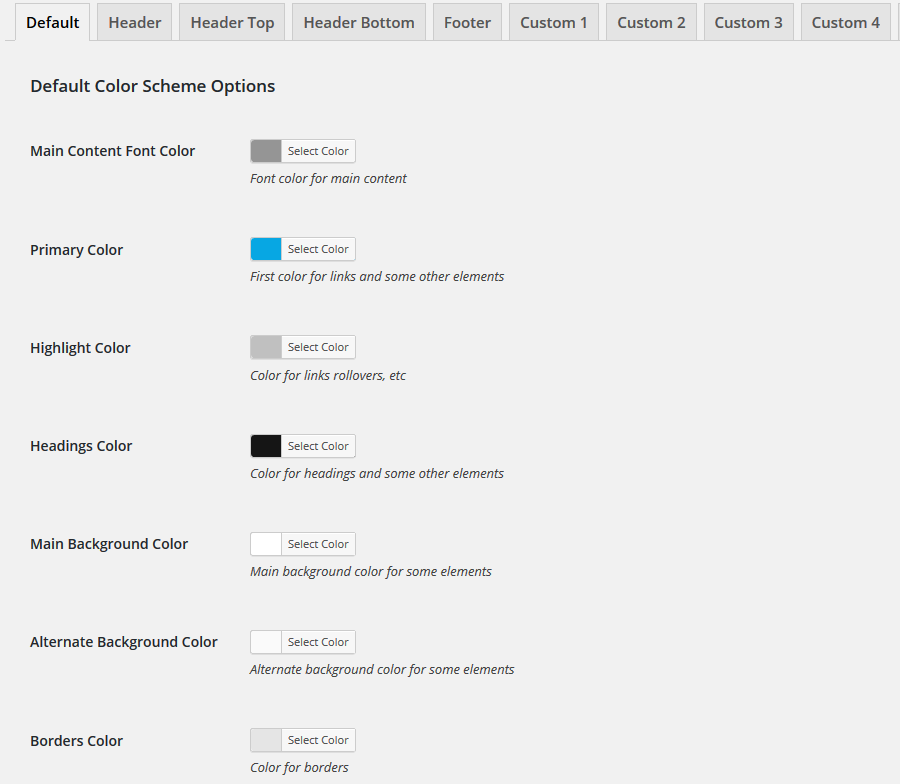 Default Header Header Top Header Bottom Footer Custom 1 Custom 2 Custom 3 Custom 4
Default Color Scheme Options
Main Content Font Color Select Color
Font color for main content
Primary Color Select Color
First color for links and some other elements
Highlight Color Select Color
Color for links rollovers, etc
Headings Color Select Color
Color for headings and some other elements
Main Background Color Select Color
Main background color for some elements
Alternate Background Color Select Color
Alternate background color for some elements
Borders Color Select Color
Color for borders